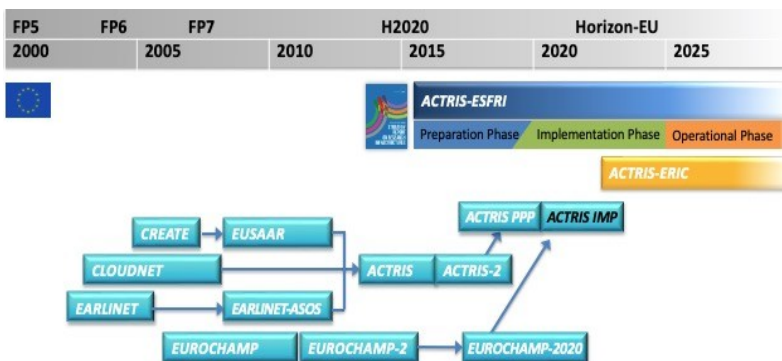 FP5 FP6 FP7 H2020 Horizon-EU
2000 2005 2010 2015 2020 2025
ACTRIS-ESFRI
Preparation Phase Implementation Phase Operational Phase
ACTRIS-ERIC
ACTRIS PPP ACTRIS IMP
CREATE EUSAAR
CLOUDNET ACTRIS ACTRIS-2
EARLINET EARLINET-ASOS
EUROCHAMP EUROCHAMP-2 EUROCHAMP-2020